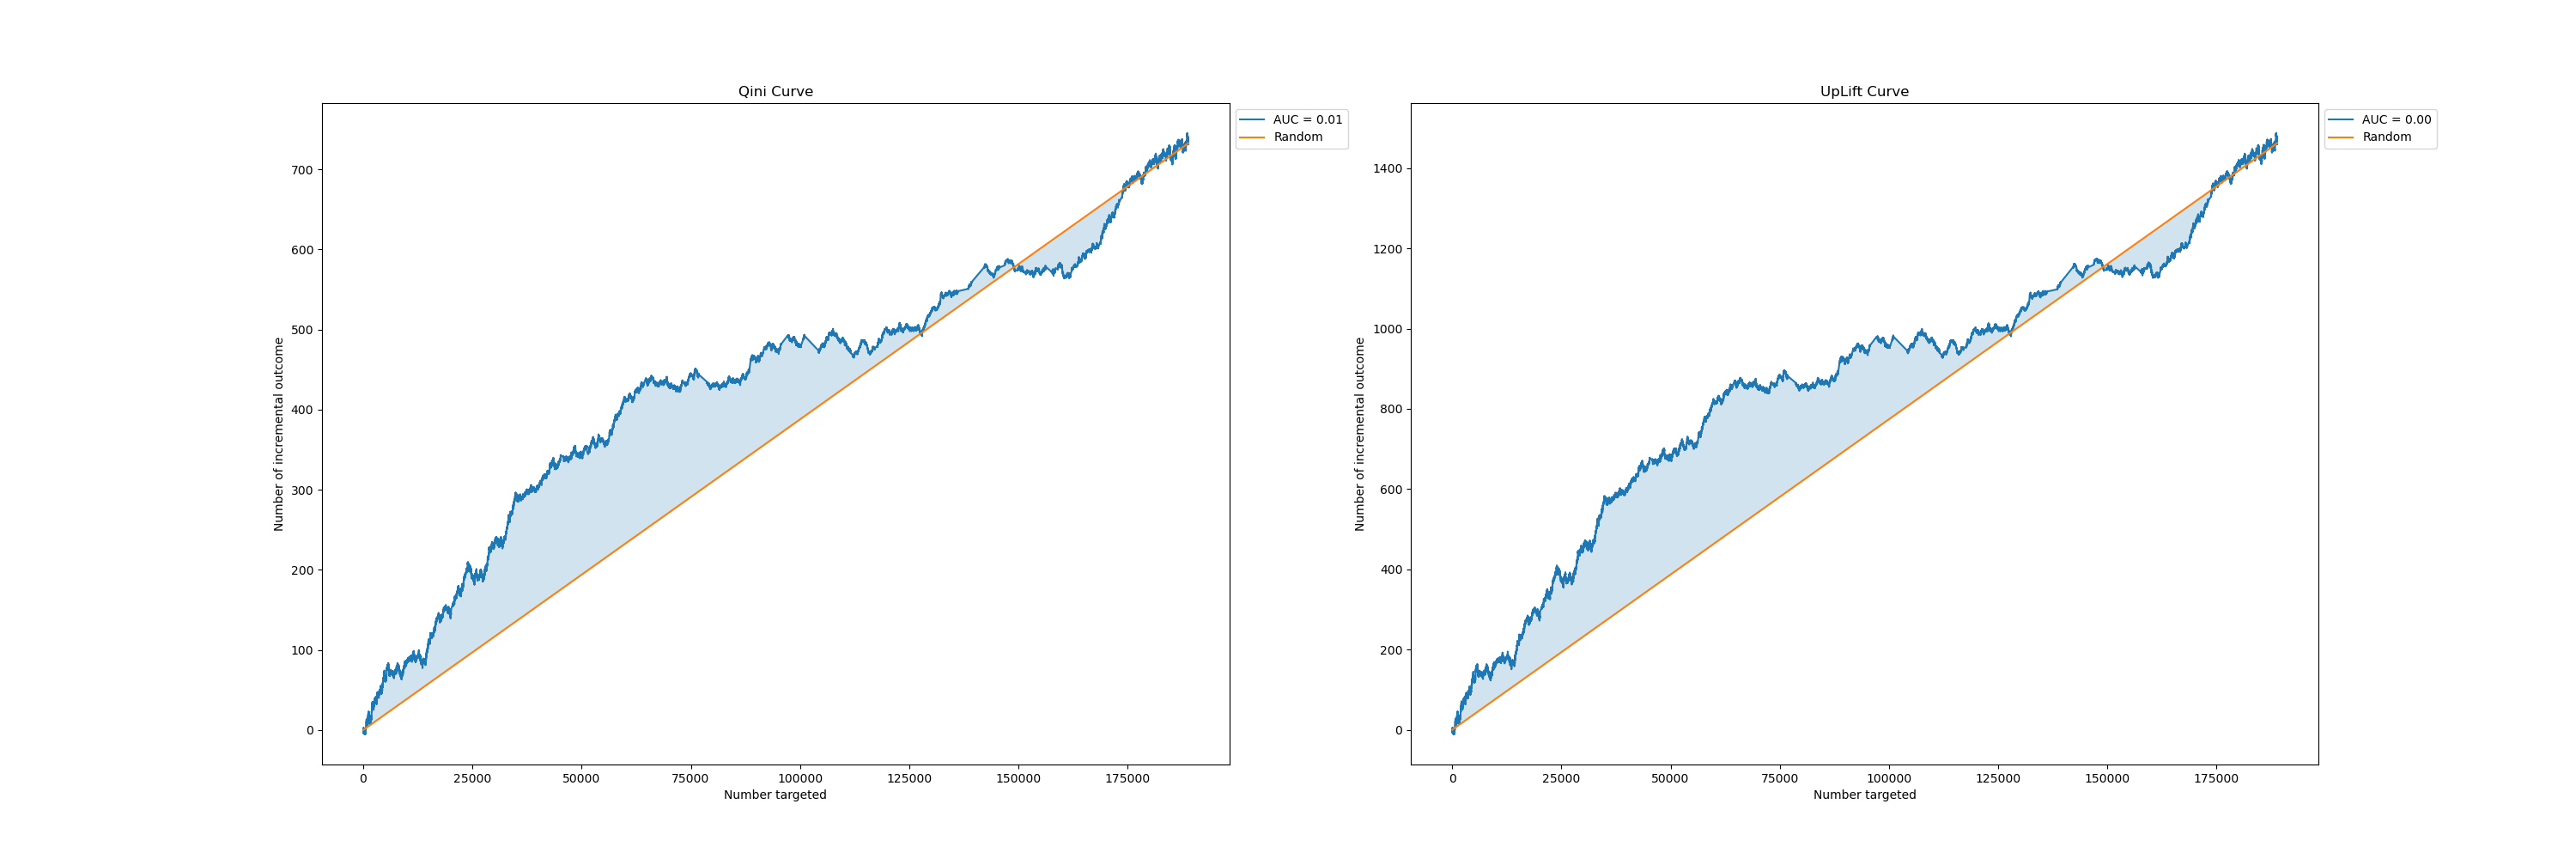 Qini Curve
AUC = 0.01
Random
700
600
500
400
300
200
100
0
Number of incremental outcome
0 25000 50000 75000 100000 125000 150000 175000
Number targeted
UpLift Curve
AUC = 0.00
Random
1400
1200
1000
800
600
400
200
0
Number of incremental outcome
0 25000 50000 75000 100000 125000 150000 175000
Number targeted